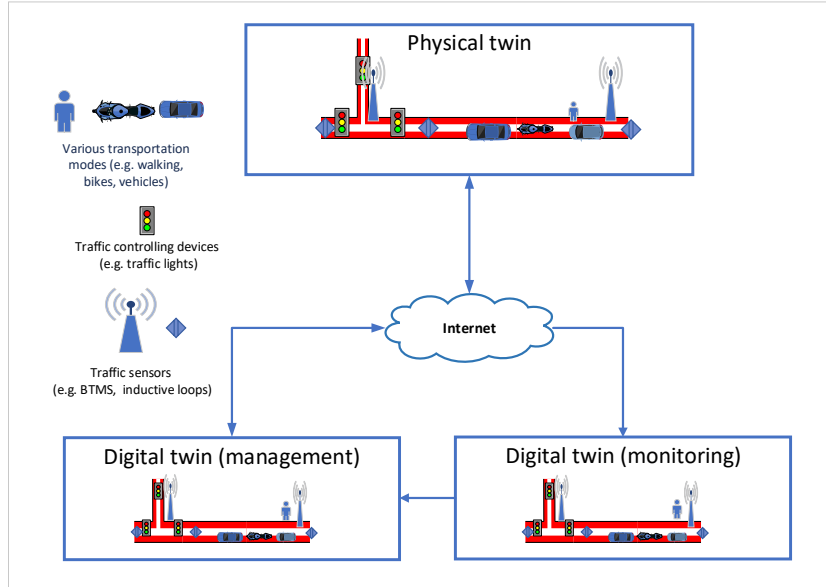 Physical twin
Various transportation
modes (e.g. walking,
bikes, vehicles)
Traffic controlling devices
(e.g. traffic lights)
Internet
Traffic sensors
(e.g. BTMS, inductive loops)
Digital twin (management)
Digital twin (monitoring)